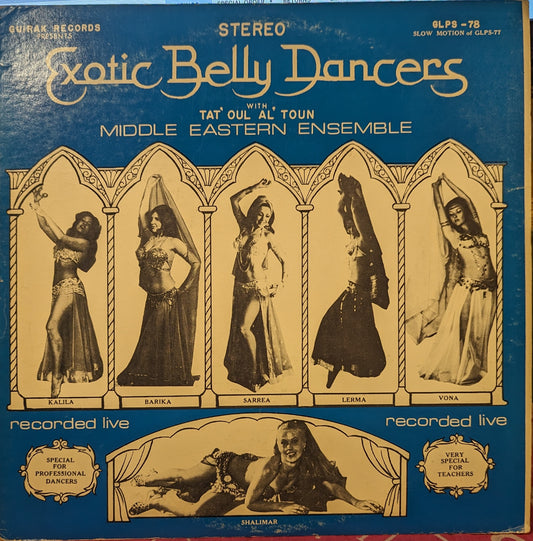 GUIRAK RECORDS
PRESENTS
STEREO
GLPS -78
SLOW MOTION of GLPS-77
Exotic Belly Dancers
WITH
TAT' OUL AL' TOUN
MIDDLE EASTERN ENSEMBLE
KALILA
BARIKA
SARREA
LERMA
VONA
recorded live
recorded live
SPECIAL
FOR
PROFESSIONAL
DANCERS
VERY
SPECIAL
FOR
TEACHERS
SHALIMAR